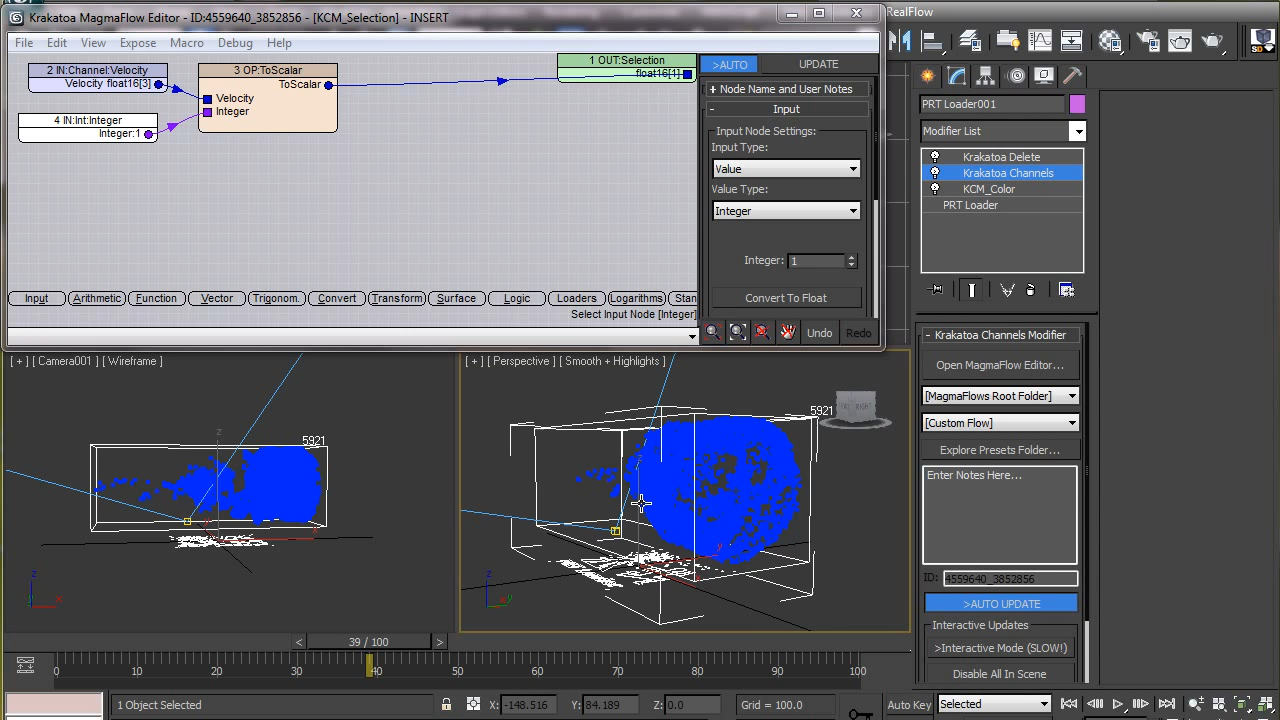 Krakatoa MagmaFlow Editor - ID:4559640_3852856 - [KCM_Selection] - INSERT
RealFlow
File Edit View Expose Macro Debug Help
2 IN:Channel:Velocity
Velocity float16[3]
3 OP:ToScalar
ToScalar
Velocity
Integer
4 IN:Int:Integer
Integer:1
1 OUT:Selection
float16[1]
>AUTO UPDATE
+ Node Name and User Notes
- Input
Input Node Settings:
Input Type:
Value
Value Type:
Integer
Integer: 1
Convert To Float
Input Arithmetic Function Vector Trigonom. Convert Transform Surface Logic Loaders Logarithms Stan
Select Input Node [Integer]
Undo Redo
PRT Loader001
Modifier List
Krakatoa Delete
Krakatoa Channels
KCM_Color
PRT Loader
- Krakatoa Channels Modifier
Open MagmaFlow Editor...
[MagmaFlows Root Folder]
[Custom Flow]
Explore Presets Folder...
Enter Notes Here...
ID: 4559640_3852856
>AUTO UPDATE
Interactive Updates
>Interactive Mode (SLOW!)
Disable All In Scene
[ + ] [ Camera001 ] [ Wireframe ]
5921
z
x
z
y
x
[ + ] [ Perspective ] [ Smooth + Highlights ]
5921
RIGHT
z
y
x
z
x
y
< 39 / 100 >
0 10 20 30 40 50 60 70 80 90 100
1 Object Selected
X: -148.516 Y: 84.189 Z: 0.0
Grid = 100.0
Auto Key Selected